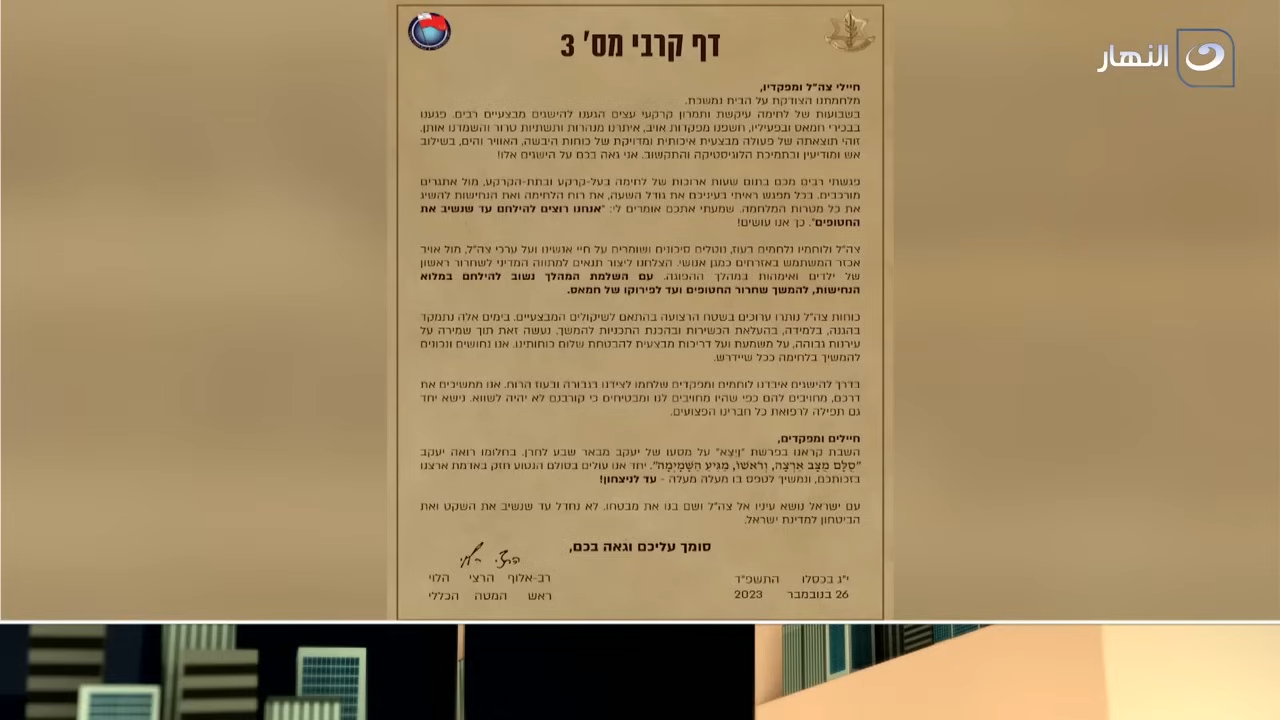 דף קרבי מס' 3
النهار
חיילי צה"ל ומפקדיו,
מלחמתנו הצודקת על הבית נמשכת.
בשבועות של לחימה עיקשת ותמרון קרקעי עצים הגענו להישגים מבצעיים רבים. פגענו
בבכירי חמאס ובפעיליו, חשפנו מפקדות אויב, איתרנו מנהרות ותשתיות טרור והשמדנו אותן.
זוהי תוצאתה של פעולה מבצעית איכותית ומדויקת של כוחות היבשה, האוויר והים, בשילוב
אש ומודיעין ובתמיכת הלוגיסטיקה והתקשוב. אני גאה בכם על הישגים אלו!
פגשתי רבים מכם בתום שעות ארוכות של לחימה בעל-קרקע ובתת-הקרקע, מול אתגרים
מורכבים. בכל מפגש ראיתי בעיניכם את גודל השעה, את רוח הלחימה ואת הנחישות להשיג
את כל מטרות המלחמה. שמעתי אתכם אומרים לי: "אנחנו רוצים להילחם עד שנשיב את
החטופים". כך אנו עושים!
צה"ל ולוחמיו נלחמים בעוז, נוטלים סיכונים ושומרים על חיי אנשינו ועל ערכי צה"ל, מול אויב
אכזר המשתמש באזרחים כמגן אנושי. הצלחנו ליצור תנאים למתווה המדיני לשחרור ראשון
של ילדים ואימהות במהלך ההפוגה. עם השלמת המהלך נשוב להילחם במלוא
הנחישות, להמשך שחרור החטופים ועד לפירוקו של חמאס.
כוחות צה"ל נותרו ערוכים בשטח הרצועה בהתאם לשיקולים המבצעיים. בימים אלה נתמקד
בהגנה, בלמידה, בהעלאת הכשירות ובהכנת התכניות להמשך. נעשה זאת תוך שמירה על
עירנות גבוהה, על משמעת ועל דריכות מבצעית להבטחת שלום כוחותינו. אנו נחושים ונכונים
להמשיך בלחימה ככל שיידרש.
בדרך להישגים איבדנו לוחמים ומפקדים שלחמו לצידנו בגבורה ובעוז הרוח. אנו ממשיכים את
דרכם, מחויבים להם כפי שהיו מחויבים לנו ומבטיחים כי קורבנם לא יהיה לשווא. נישא יחד
גם תפילה לרפואת כל חברינו הפצועים.
חיילים ומפקדים,
השבת קראנו בפרשת "וַיֵּצֵא" על מסעו של יעקב מבאר שבע לחרן. בחלומו רואה יעקב
"סֻלָּם מֻצָּב אַרְצָה, וְרֹאשׁוֹ, מַגִּיעַ הַשָּׁמָיְמָה". יחד אנו עולים בסולם הנטוע חזק באדמת ארצנו
בזכותכם, ונמשיך לטפס בו מעלה מעלה - עד לניצחון!
עם ישראל נושא עיניו אל צה"ל ושם בנו את מבטחו. לא נחדל עד שנשיב את השקט ואת
הביטחון למדינת ישראל.
סומך עליכם וגאה בכם,
י"ג בכסלו התשפ"ד
26 בנובמבר 2023
רב-אלוף הרצי הלוי
ראש המטה הכללי